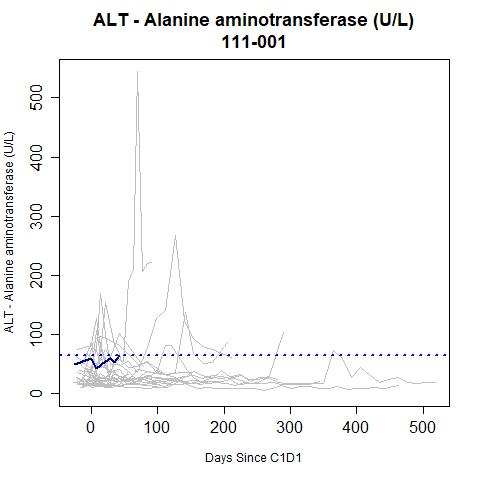 ALT - Alanine aminotransferase (U/L)
111-001
ALT - Alanine aminotransferase (U/L)
500
400
300
200
100
0
0 100 200 300 400 500
Days Since C1D1